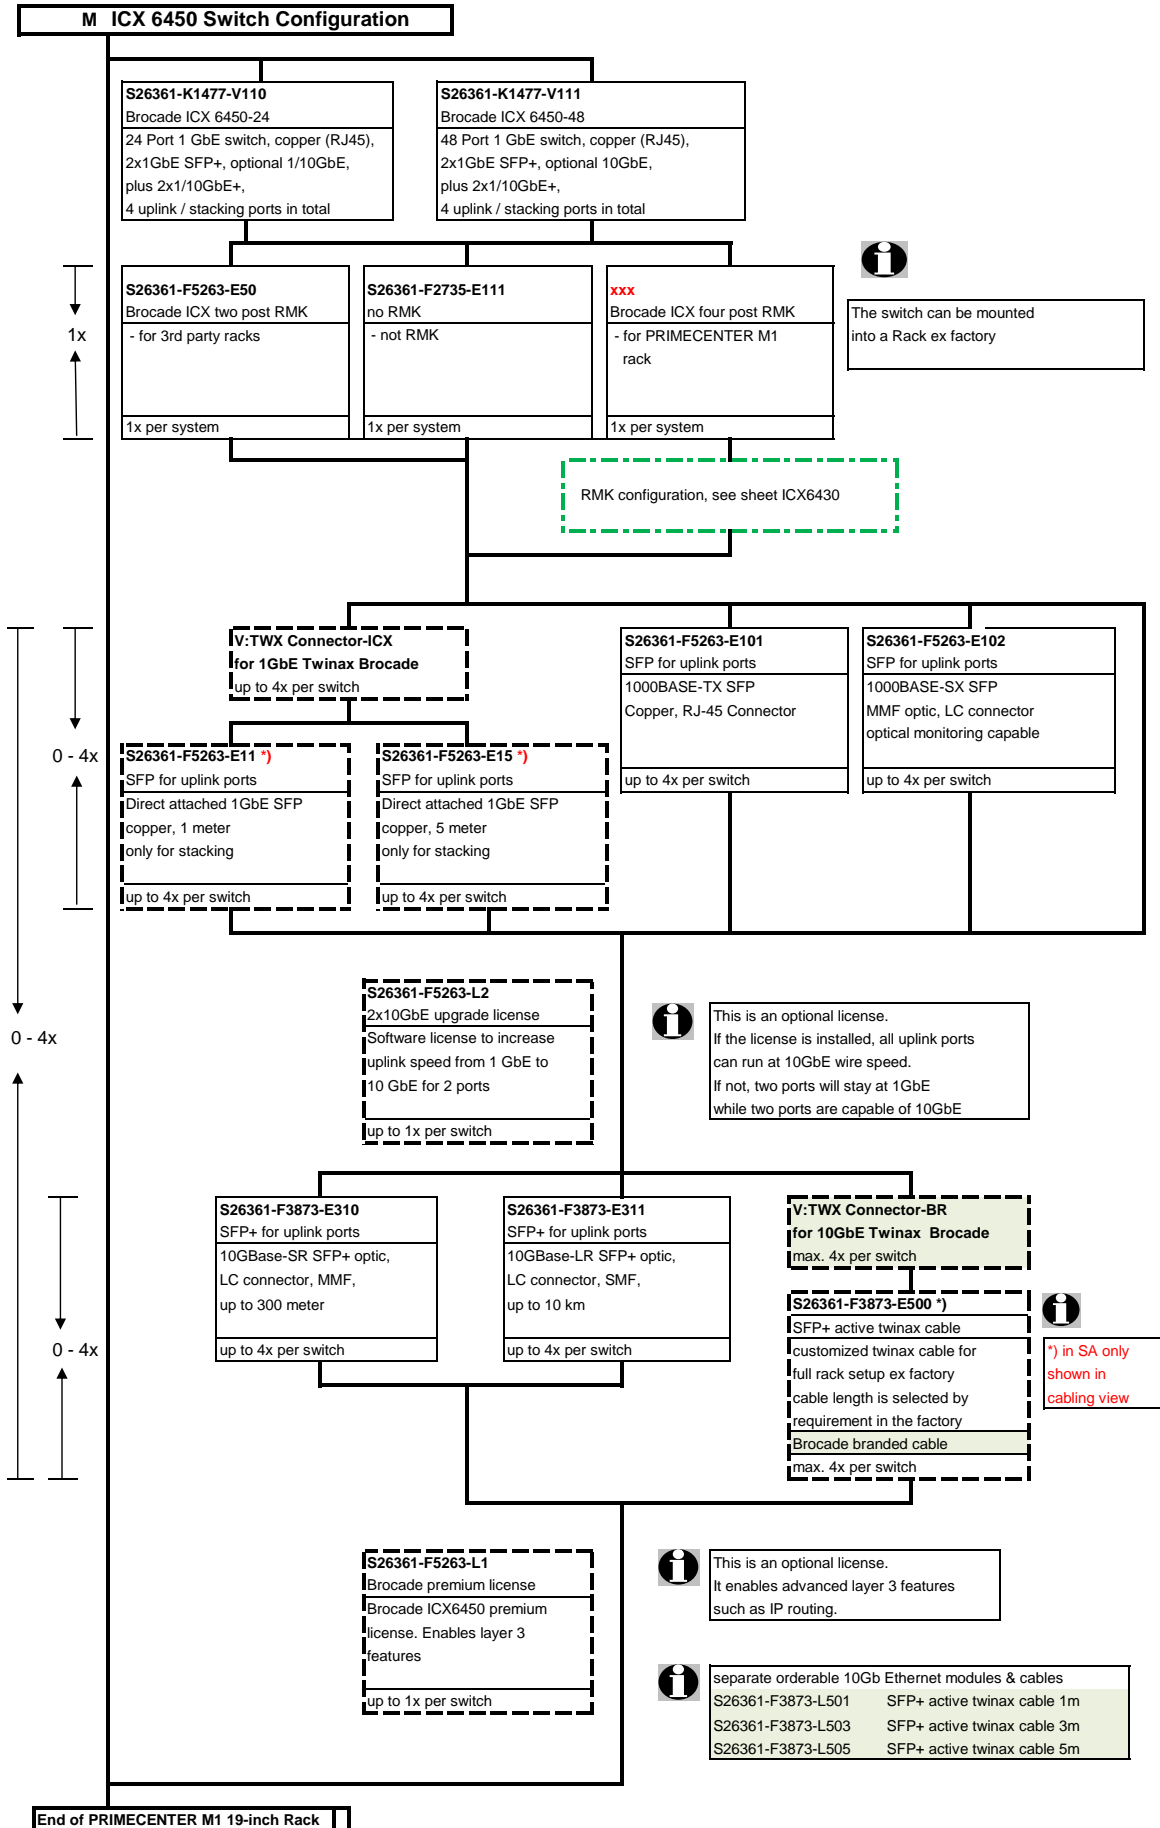 M ICX 6450 Switch Configuration
S26361-K1477-V110
Brocade ICX 6450-24
24 Port 1 GbE switch, copper (RJ45),
2x1GbE SFP+, optional 1/10GbE,
plus 2x1/10GbE+,
4 uplink / stacking ports in total
S26361-K1477-V111
Brocade ICX 6450-48
48 Port 1 GbE switch, copper (RJ45),
2x1GbE SFP+, optional 10GbE,
plus 2x1/10GbE+,
4 uplink / stacking ports in total
1x
S26361-F5263-E50
Brocade ICX two post RMK
- for 3rd party racks
1x per system
S26361-F2735-E111
no RMK
- not RMK
1x per system
xxx
Brocade ICX four post RMK
- for PRIMECENTER M1
rack
1x per system
The switch can be mounted
into a Rack ex factory
RMK configuration, see sheet ICX6430
V:TWX Connector-ICX
for 1GbE Twinax Brocade
up to 4x per switch
0 - 4x
S26361-F5263-E11 *)
SFP for uplink ports
Direct attached 1GbE SFP
copper, 1 meter
only for stacking
up to 4x per switch
S26361-F5263-E15 *)
SFP for uplink ports
Direct attached 1GbE SFP
copper, 5 meter
only for stacking
up to 4x per switch
S26361-F5263-E101
SFP for uplink ports
1000BASE-TX SFP
Copper, RJ-45 Connector
up to 4x per switch
S26361-F5263-E102
SFP for uplink ports
1000BASE-SX SFP
MMF optic, LC connector
optical monitoring capable
up to 4x per switch
0 - 4x
S26361-F5263-L2
2x10GbE upgrade license
Software license to increase
uplink speed from 1 GbE to
10 GbE for 2 ports
up to 1x per switch
This is an optional license.
If the license is installed, all uplink ports
can run at 10GbE wire speed.
If not, two ports will stay at 1GbE
while two ports are capable of 10GbE
0 - 4x
S26361-F3873-E310
SFP+ for uplink ports
10GBase-SR SFP+ optic,
LC connector, MMF,
up to 300 meter
up to 4x per switch
S26361-F3873-E311
SFP+ for uplink ports
10GBase-LR SFP+ optic,
LC connector, SMF,
up to 10 km
up to 4x per switch
V:TWX Connector-BR
for 10GbE Twinax Brocade
max. 4x per switch
S26361-F3873-E500 *)
SFP+ active twinax cable
customized twinax cable for
full rack setup ex factory
cable length is selected by
requirement in the factory
Brocade branded cable
max. 4x per switch
*) in SA only
shown in
cabling view
S26361-F5263-L1
Brocade premium license
Brocade ICX6450 premium
license. Enables layer 3
features
up to 1x per switch
This is an optional license.
It enables advanced layer 3 features
such as IP routing.
separate orderable 10Gb Ethernet modules & cables
S26361-F3873-L501 SFP+ active twinax cable 1m
S26361-F3873-L503 SFP+ active twinax cable 3m
S26361-F3873-L505 SFP+ active twinax cable 5m
End of PRIMECENTER M1 19-inch Rack